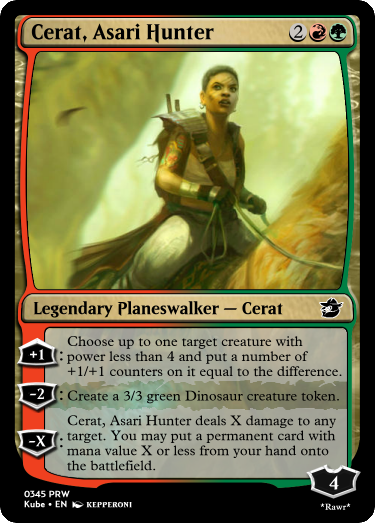 Cerat, Asari Hunter 2
Legendary Planeswalker — Cerat
+1: Choose up to one target creature with
power less than 4 and put a number of
+1/+1 counters on it equal to the difference.
-2: Create a 3/3 green Dinosaur creature token.
-X: Cerat, Asari Hunter deals X damage to any
target. You may put a permanent card with
mana value X or less from your hand onto
the battlefield.
4
0345 PRW
Kube • EN KEPPERONI
*Rawr*